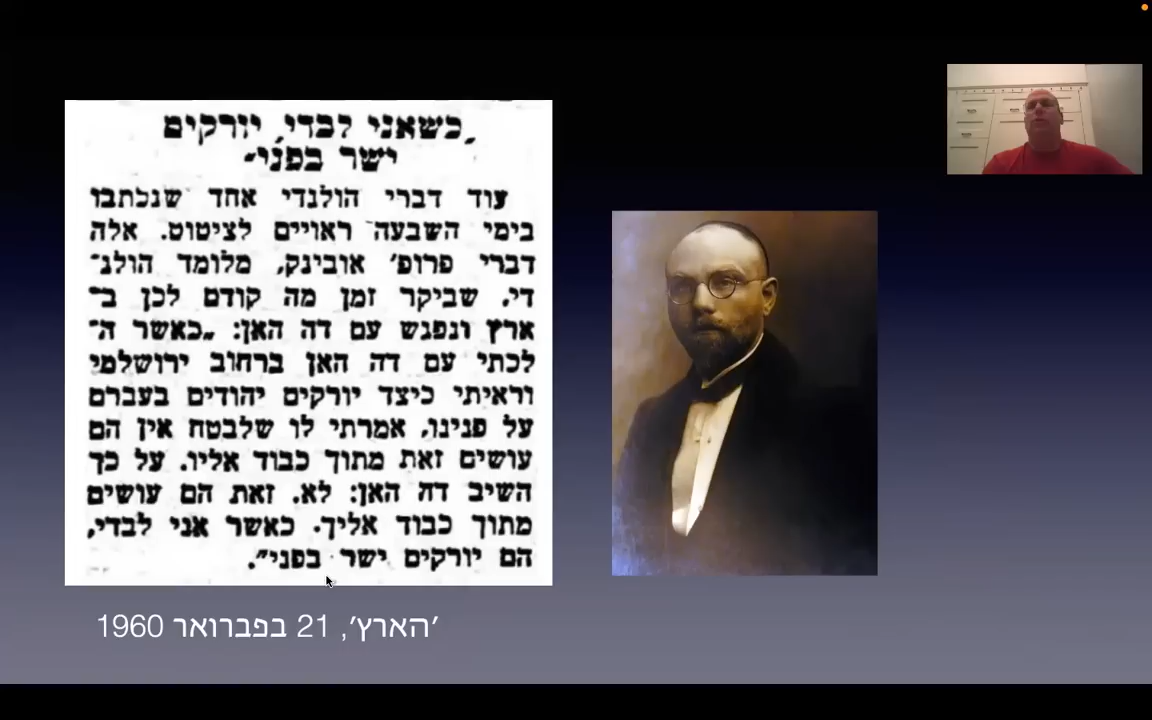 „כשאני לבדי, יורקים
ישר בפני״
עוד דברי הולנדי אחד שנכתבו
בימי השבעה ראויים לציטוט. אלה
דברי פרופ׳ אובינק, מלומד הולנ־
די, שביקר זמן מה קודם לכן ב־
ארץ ונפגש עם דה האן: „כאשר ה־
לכתי עם דה האן ברחוב ירושלמי
וראיתי כיצד יורקים יהודים בעברם
על פנינו, אמרתי לו שלבטח אין הם
עושים זאת מתוך כבוד אליו. על כך
השיב דה האן: לא. זאת הם עושים
מתוך כבוד אליך. כאשר אני לבדי,
הם יורקים ישר בפני״.
׳הארץ׳, 21 בפברואר 1960